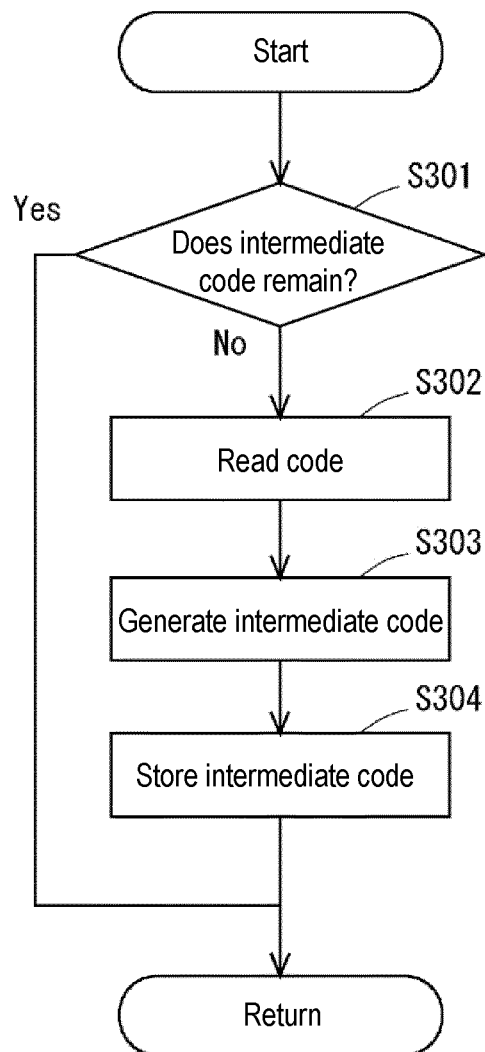 Start
S301
Yes
Does intermediate
code remain?
No
S302
Read code
S303
Generate intermediate code
S304
Store intermediate code
Return